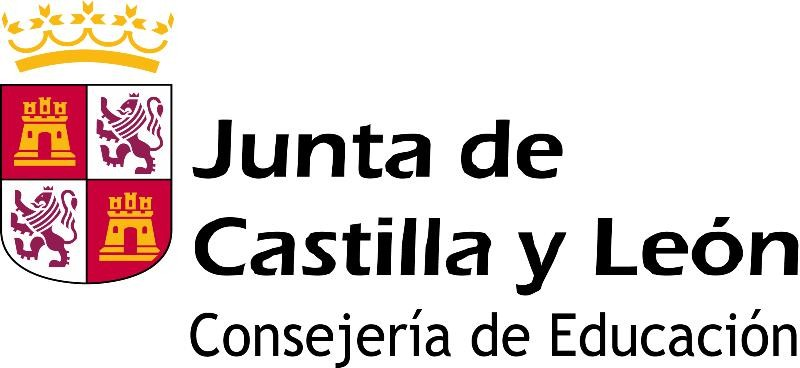 Junta de
Castilla y León
Consejería de Educación